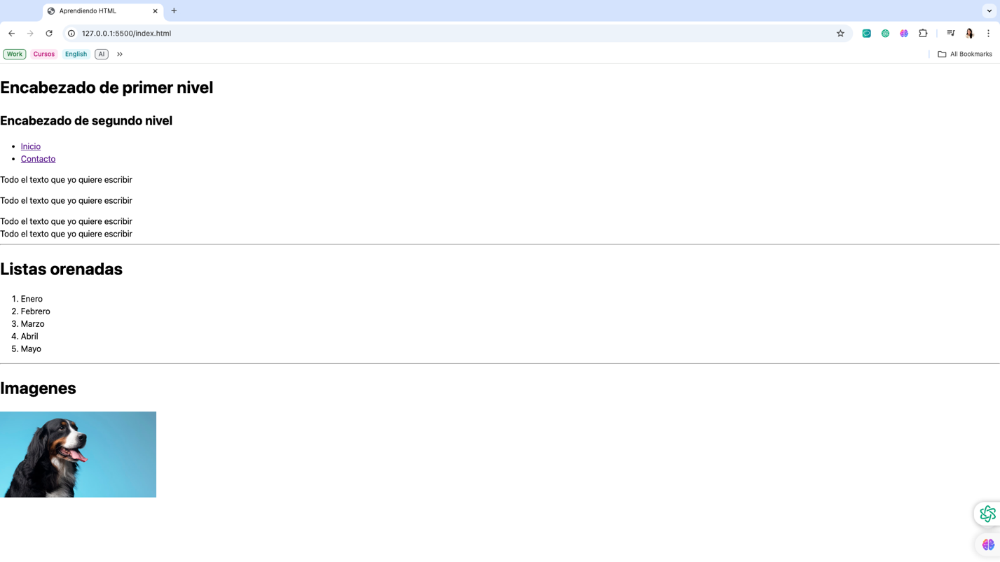 Aprendiendo HTML
127.0.0.1:5500/index.html
Work Cursos English AI » All Bookmarks
Encabezado de primer nivel
Encabezado de segundo nivel
• Inicio
• Contacto
Todo el texto que yo quiere escribir
Todo el texto que yo quiere escribir
Todo el texto que yo quiere escribir
Todo el texto que yo quiere escribir
Listas orenadas
1. Enero
2. Febrero
3. Marzo
4. Abril
5. Mayo
Imagenes